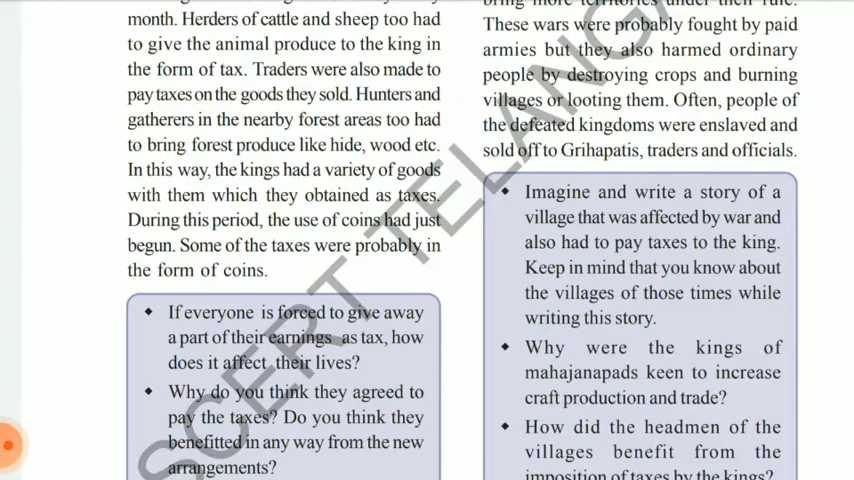 month. Herders of cattle and sheep too had
to give the animal produce to the king in
the form of tax. Traders were also made to
pay taxes on the goods they sold. Hunters and
gatherers in the nearby forest areas too had
to bring forest produce like hide, wood etc.
In this way, the kings had a variety of goods
with them which they obtained as taxes.
During this period, the use of coins had just
begun. Some of the taxes were probably in
the form of coins.
• If everyone is forced to give away
a part of their earnings as tax, how
does it affect their lives?
• Why do you think they agreed to
pay the taxes? Do you think they
benefitted in any way from the new
arrangements?
bring more territories under their rule.
These wars were probably fought by paid
armies but they also harmed ordinary
people by destroying crops and burning
villages or looting them. Often, people of
the defeated kingdoms were enslaved and
sold off to Grihapatis, traders and officials.
• Imagine and write a story of a
village that was affected by war and
also had to pay taxes to the king.
Keep in mind that you know about
the villages of those times while
writing this story.
• Why were the kings of
mahajanapads keen to increase
craft production and trade?
• How did the headmen of the
villages benefit from the
imposition of taxes by the kings?
SCERT TELANGA